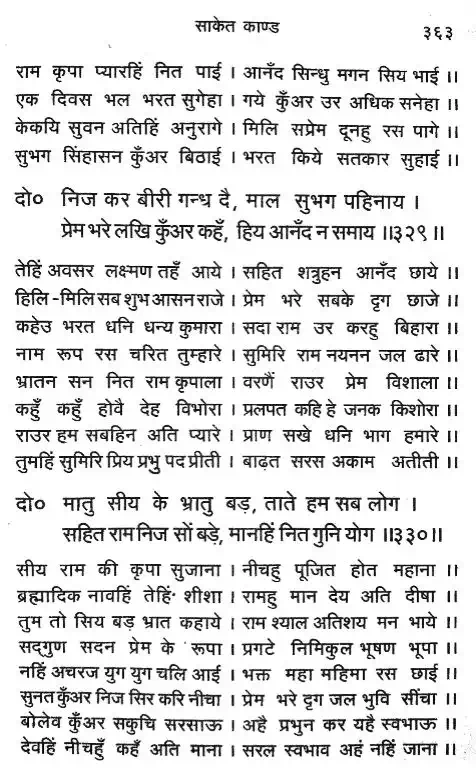 साकेत काण्ड
३६३
राम कृपा प्यारहिं नित पाई । आनँद सिन्धु मगन सिय भाई ।।
एक दिवस भल भरत सुगेहा । गये कुँअर उर अधिक सनेहा ।।
केकयि सुवन अतिहिं अनुरागे । मिलि सप्रेम दूनहु रस पागे ।।
सुभग सिंहासन कुँअर बिठाई । भरत किये सतकार सुहाई ।।
दो० निज कर बीरी गन्ध दै, माल सुभग पहिनाय ।
प्रेम भरे लखि कुँअर कहँ, हिय आनँद न समाय ।।३२९।।
तेहिं अवसर लक्ष्मण तहँ आये । सहित शत्रुहन आनँद छाये ।।
हिलि -मिलि सब शुभ आसन राजे । प्रेम भरे सबके दृग छाजे ।।
कहेउ भरत धनि धन्य कुमारा । सदा राम उर करहु बिहारा ।।
नाम रूप रस चरित तुम्हारे । सुमिरि राम नयनन जल ढारे ।।
भ्रातन सन नित राम कृपाला । वरणैं राउर प्रेम विशाला ।।
कहुँ कहुँ होवै देह विभोरा । प्रलपत कहि हे जनक किशोरा ।।
राउर हम सबहिन अति प्यारे । प्राण सखे धनि भाग हमारे ।।
तुमहिं सुमिरि प्रिय प्रभु पद प्रीती । बाढ़त सरस अकाम अतीती ।।
दो० मातु सीय के भ्रातु बड़, ताते हम सब लोग ।
सहित राम निज सों बड़े, मानहिं नित गुनि योग ।।३३०।।
सीय राम की कृपा सुजाना । नीचहु पूजित होत महाना ।।
ब्रह्मादिक नावहिं तेहिं शीशा । रामहु मान देय अति दीषा ।।
तुम तो सिय बड़ भ्रात कहाये । राम श्याल अतिशय मन भाये ।।
सद्‌गुण सदन प्रेम के रूपा । प्रगटे निमिकुल भूषण भूपा ।।
नहिं अचरज युग युग चलि आई । भक्त महा महिमा रस छाई ।।
सुनत कुँअर निज सिर करि नीचा । प्रेम भरे दृग जल भुवि सींचा ।।
बोलेव कुँअर सकुचि सरसाऊ । अहै प्रभुन कर यहै स्वभाऊ ।।
देवहिं नीचहुँ कहँ अति माना । सरल स्वभाव अहं नहिं जाना ।।